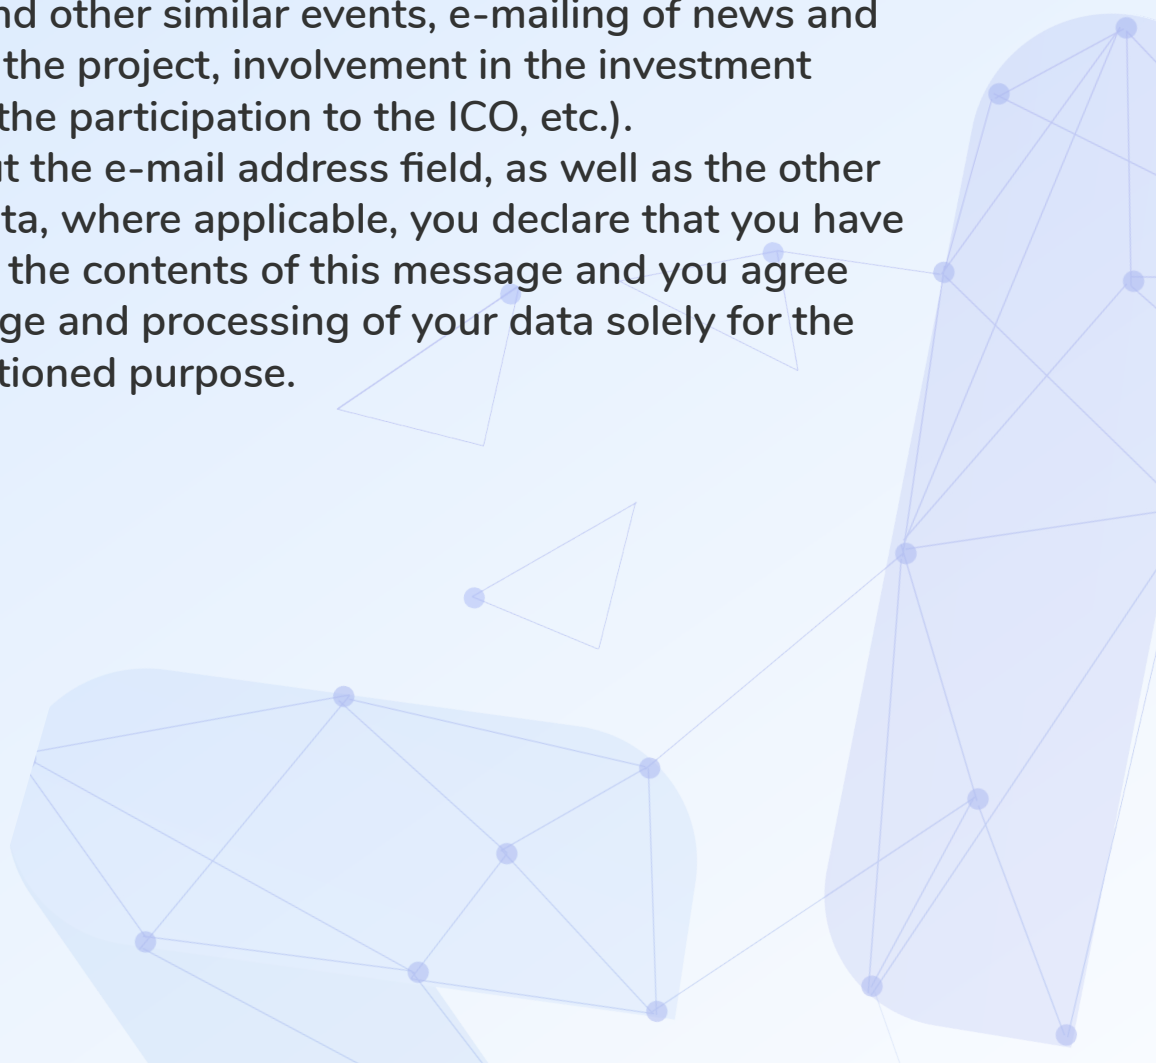 nd other similar events, e-mailing of news and
the project, involvement in the investment
the participation to the ICO, etc.).
ut the e-mail address field, as well as the other
ta, where applicable, you declare that you have
the contents of this message and you agree
ge and processing of your data solely for the
tioned purpose.